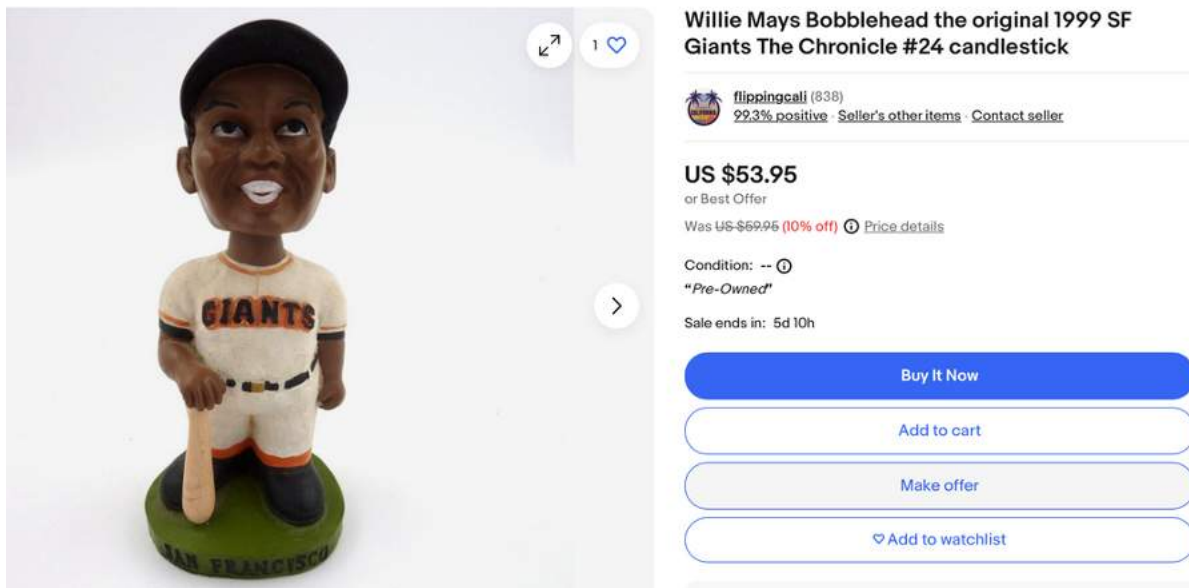 1
GIANTS
SAN FRANCISCO
Willie Mays Bobblehead the original 1999 SF
Giants The Chronicle #24 candlestick
flippingcali (838)
99.3% positive · Seller's other items · Contact seller
US $53.95
or Best Offer
Was US $59.95 (10% off) Price details
Condition: --
"Pre-Owned"
Sale ends in: 5d 10h
Buy It Now
Add to cart
Make offer
Add to watchlist